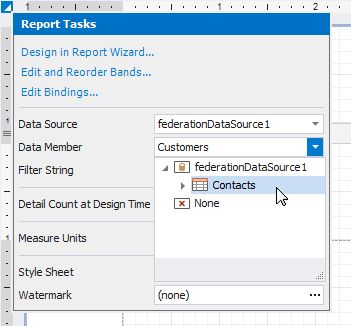 1
1
2
Report Tasks
Design in Report Wizard...
Edit and Reorder Bands...
Edit Bindings...
Data Source federationDataSource1
Data Member Customers
federationDataSource1
Filter String
Contacts
Detail Count at Design Time
None
Measure Units
Style Sheet
Watermark (none)